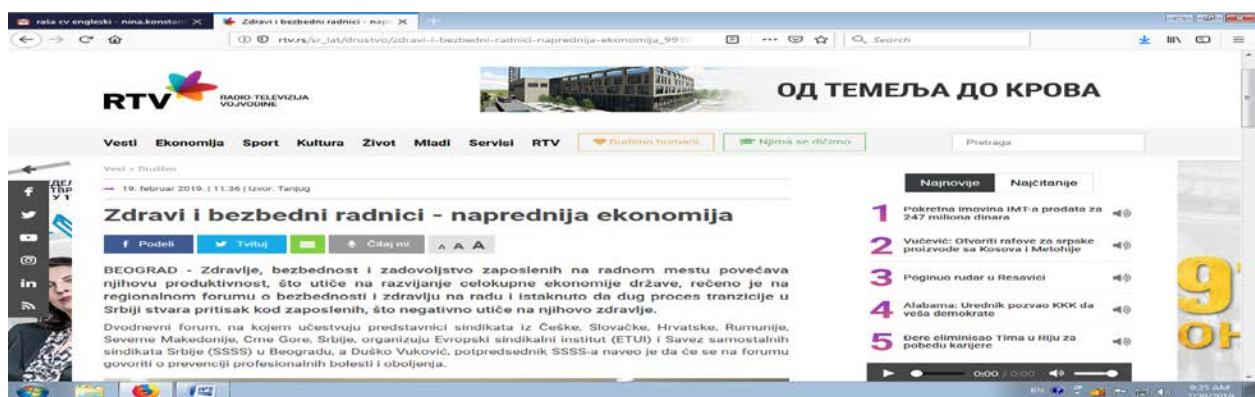 raša cv engleski - nina.konstan
Zdravi i bezbedni radnici - nap
rtv.rs/sr_lat/drustvo/zdravi-i-bezbedni-radnici-naprednija-ekonomija_993
Search
RTV
RADIO-TELEVIZIJA
VOJVODINE
ОД ТЕМЕЉА ДО КРОВА
Vesti Ekonomija Sport Kultura Život Mladi Servisi RTV Budimo humani Njima se dičimo Pretraga
Vesti > Društvo
19. februar 2019. | 11.36 | Izvor: Tanjug
Zdravi i bezbedni radnici - naprednija ekonomija
Podeli Tvituj Čitaj mi A A A
BEOGRAD - Zdravlje, bezbednost i zadovoljstvo zaposlenih na radnom mestu povećava
njihovu produktivnost, što utiče na razvijanje celokupne ekonomije države, rečeno je na
regionalnom forumu o bezbednosti i zdravlju na radu i istaknuto da dug proces tranzicije u
Srbiji stvara pritisak kod zaposlenih, što negativno utiče na njihovo zdravlje.
Dvodnevni forum, na kojem učestvuju predstavnici sindikata iz Češke, Slovačke, Hrvatske, Rumunije,
Severne Makedonije, Crne Gore, Srbije, organizuju Evropski sindikalni institut (ETUI) i Savez samostalnih
sindikata Srbije (SSSS) u Beogradu, a Duško Vuković, potpredsednik SSSS-a naveo je da će se na forumu
govoriti o prevenciji profesionalnih bolesti i oboljenja.
Najnovije Najčitanije
1 Pokretna imovina IMT-a prodata za
247 miliona dinara
2 Vučević: Otvoriti rafove za srpske
proizvode sa Kosova i Metohije
3 Poginuo rudar u Resavici
4 Alabama: Urednik pozvao KKK da
veša demokrate
5 Đere eliminisao Tima u Riju za
pobedu karijere
0:00 / 0:00
EN
9:35 AM
2/20/2019